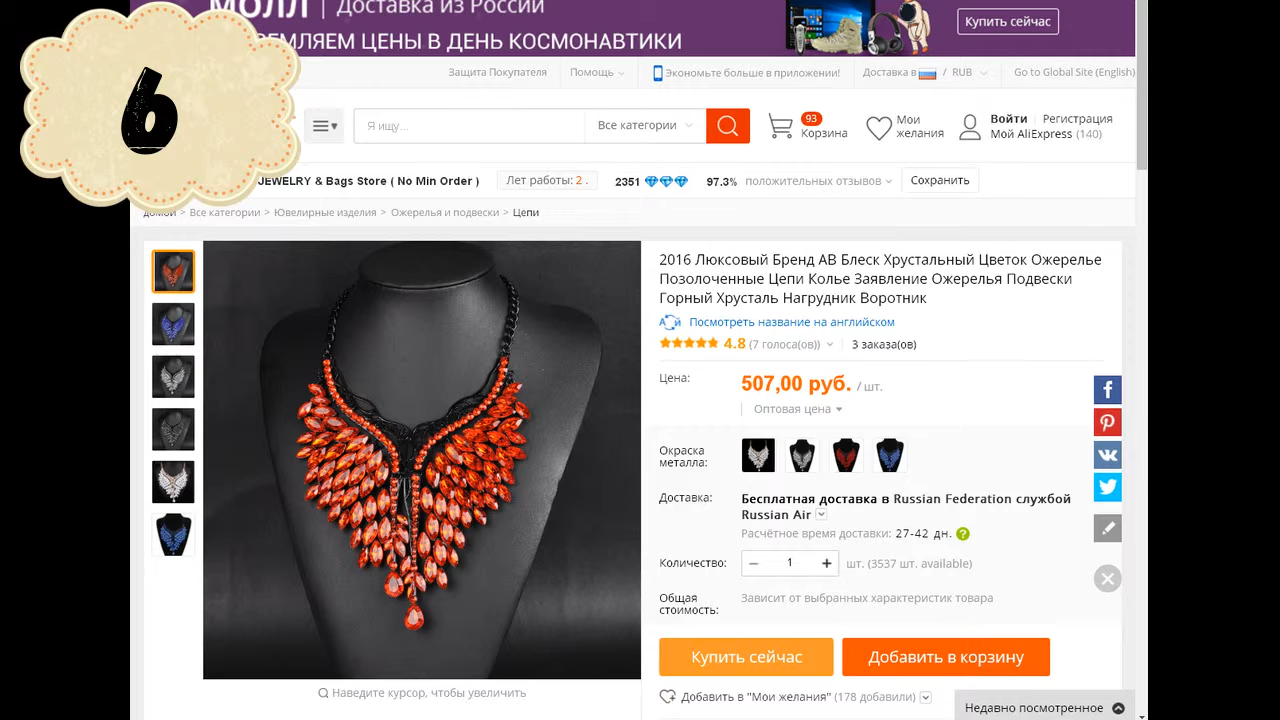 МОЛЛ | Доставка из России
ЕМЛЯЕМ ЦЕНЫ В ДЕНЬ КОСМОНАВТИКИ
Купить сейчас
6
Защита Покупателя Помощь Экономьте больше в приложении! Доставка в / RUB Go to Global Site (English)
Я ищу... Все категории 93 Корзина Мои желания Войти Регистрация
Мой AliExpress (140)
JEWELRY & Bags Store ( No Min Order ) Лет работы: 2 . 2351 97.3% положительных отзывов Сохранить
домой > Все категории > Ювелирные изделия > Ожерелья и подвески > Цепи
2016 Люксовый Бренд АВ Блеск Хрустальный Цветок Ожерелье
Позолоченные Цепи Колье Заявление Ожерелья Подвески
Горный Хрусталь Нагрудник Воротник
Посмотреть название на английском
4.8 (7 голоса(ов)) 3 заказа(ов)
Цена: 507,00 руб. / шт.
Оптовая цена
Окраска металла:
Доставка: Бесплатная доставка в Russian Federation службой
Russian Air
Расчётное время доставки: 27-42 дн. ?
Количество: − 1 + шт. (3537 шт. available)
Общая стоимость: Зависит от выбранных характеристик товара
Купить сейчас Добавить в корзину
Наведите курсор, чтобы увеличить
Добавить в "Мои желания" (178 добавили)
Недавно посмотренное